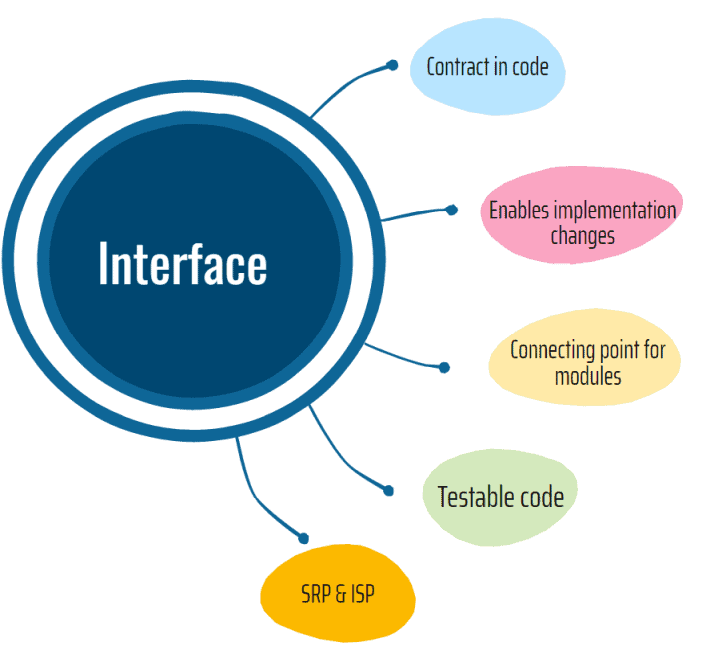 Contract in code
Enables implementation
changes
Interface
Connecting point for
modules
Testable code
SRP & ISP